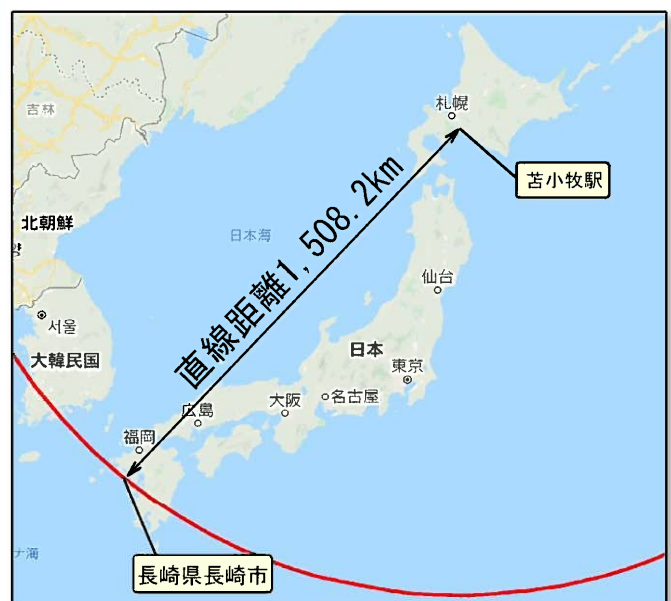 吉林
札幌
苫小牧駅
北朝鮮
日本海
直線距離1,508.2km
仙台
서울
大韓民国
日本
東京
大阪
名古屋
広島
福岡
ナ海
長崎県長崎市